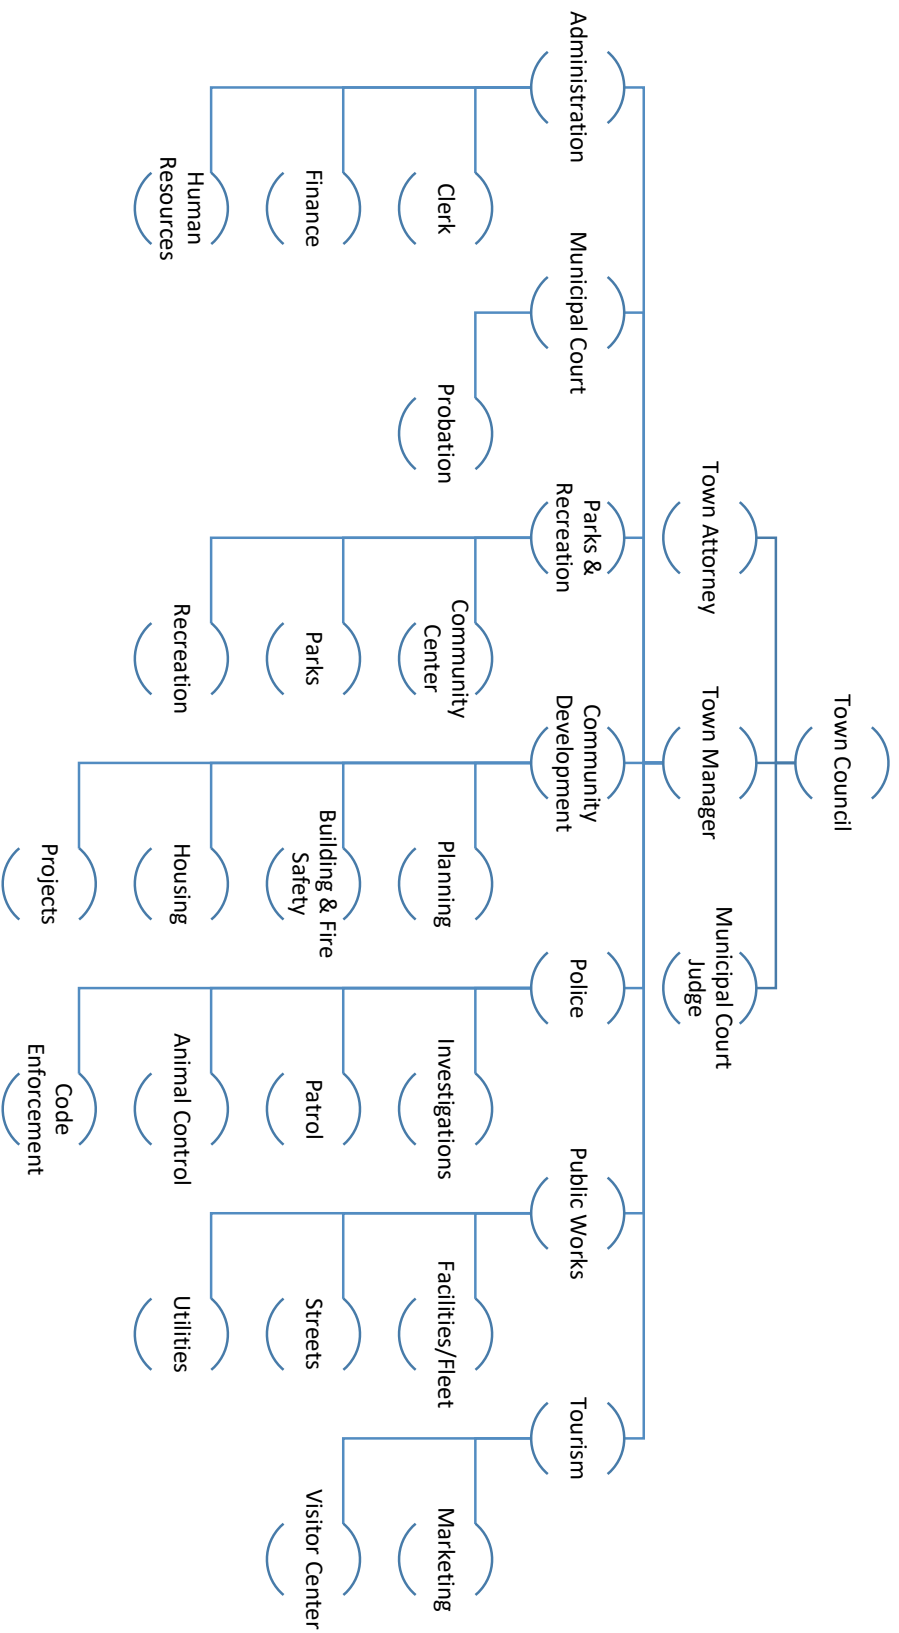 Town Council
Town Attorney
Town Manager
Municipal Court
Judge
Administration
Municipal Court
Parks &
Recreation
Community
Development
Police
Public Works
Tourism
Clerk
Finance
Human
Resources
Probation
Community
Center
Parks
Recreation
Planning
Building & Fire
Safety
Housing
Projects
Investigations
Patrol
Animal Control
Code
Enforcement
Facilities/Fleet
Streets
Utilities
Marketing
Visitor Center